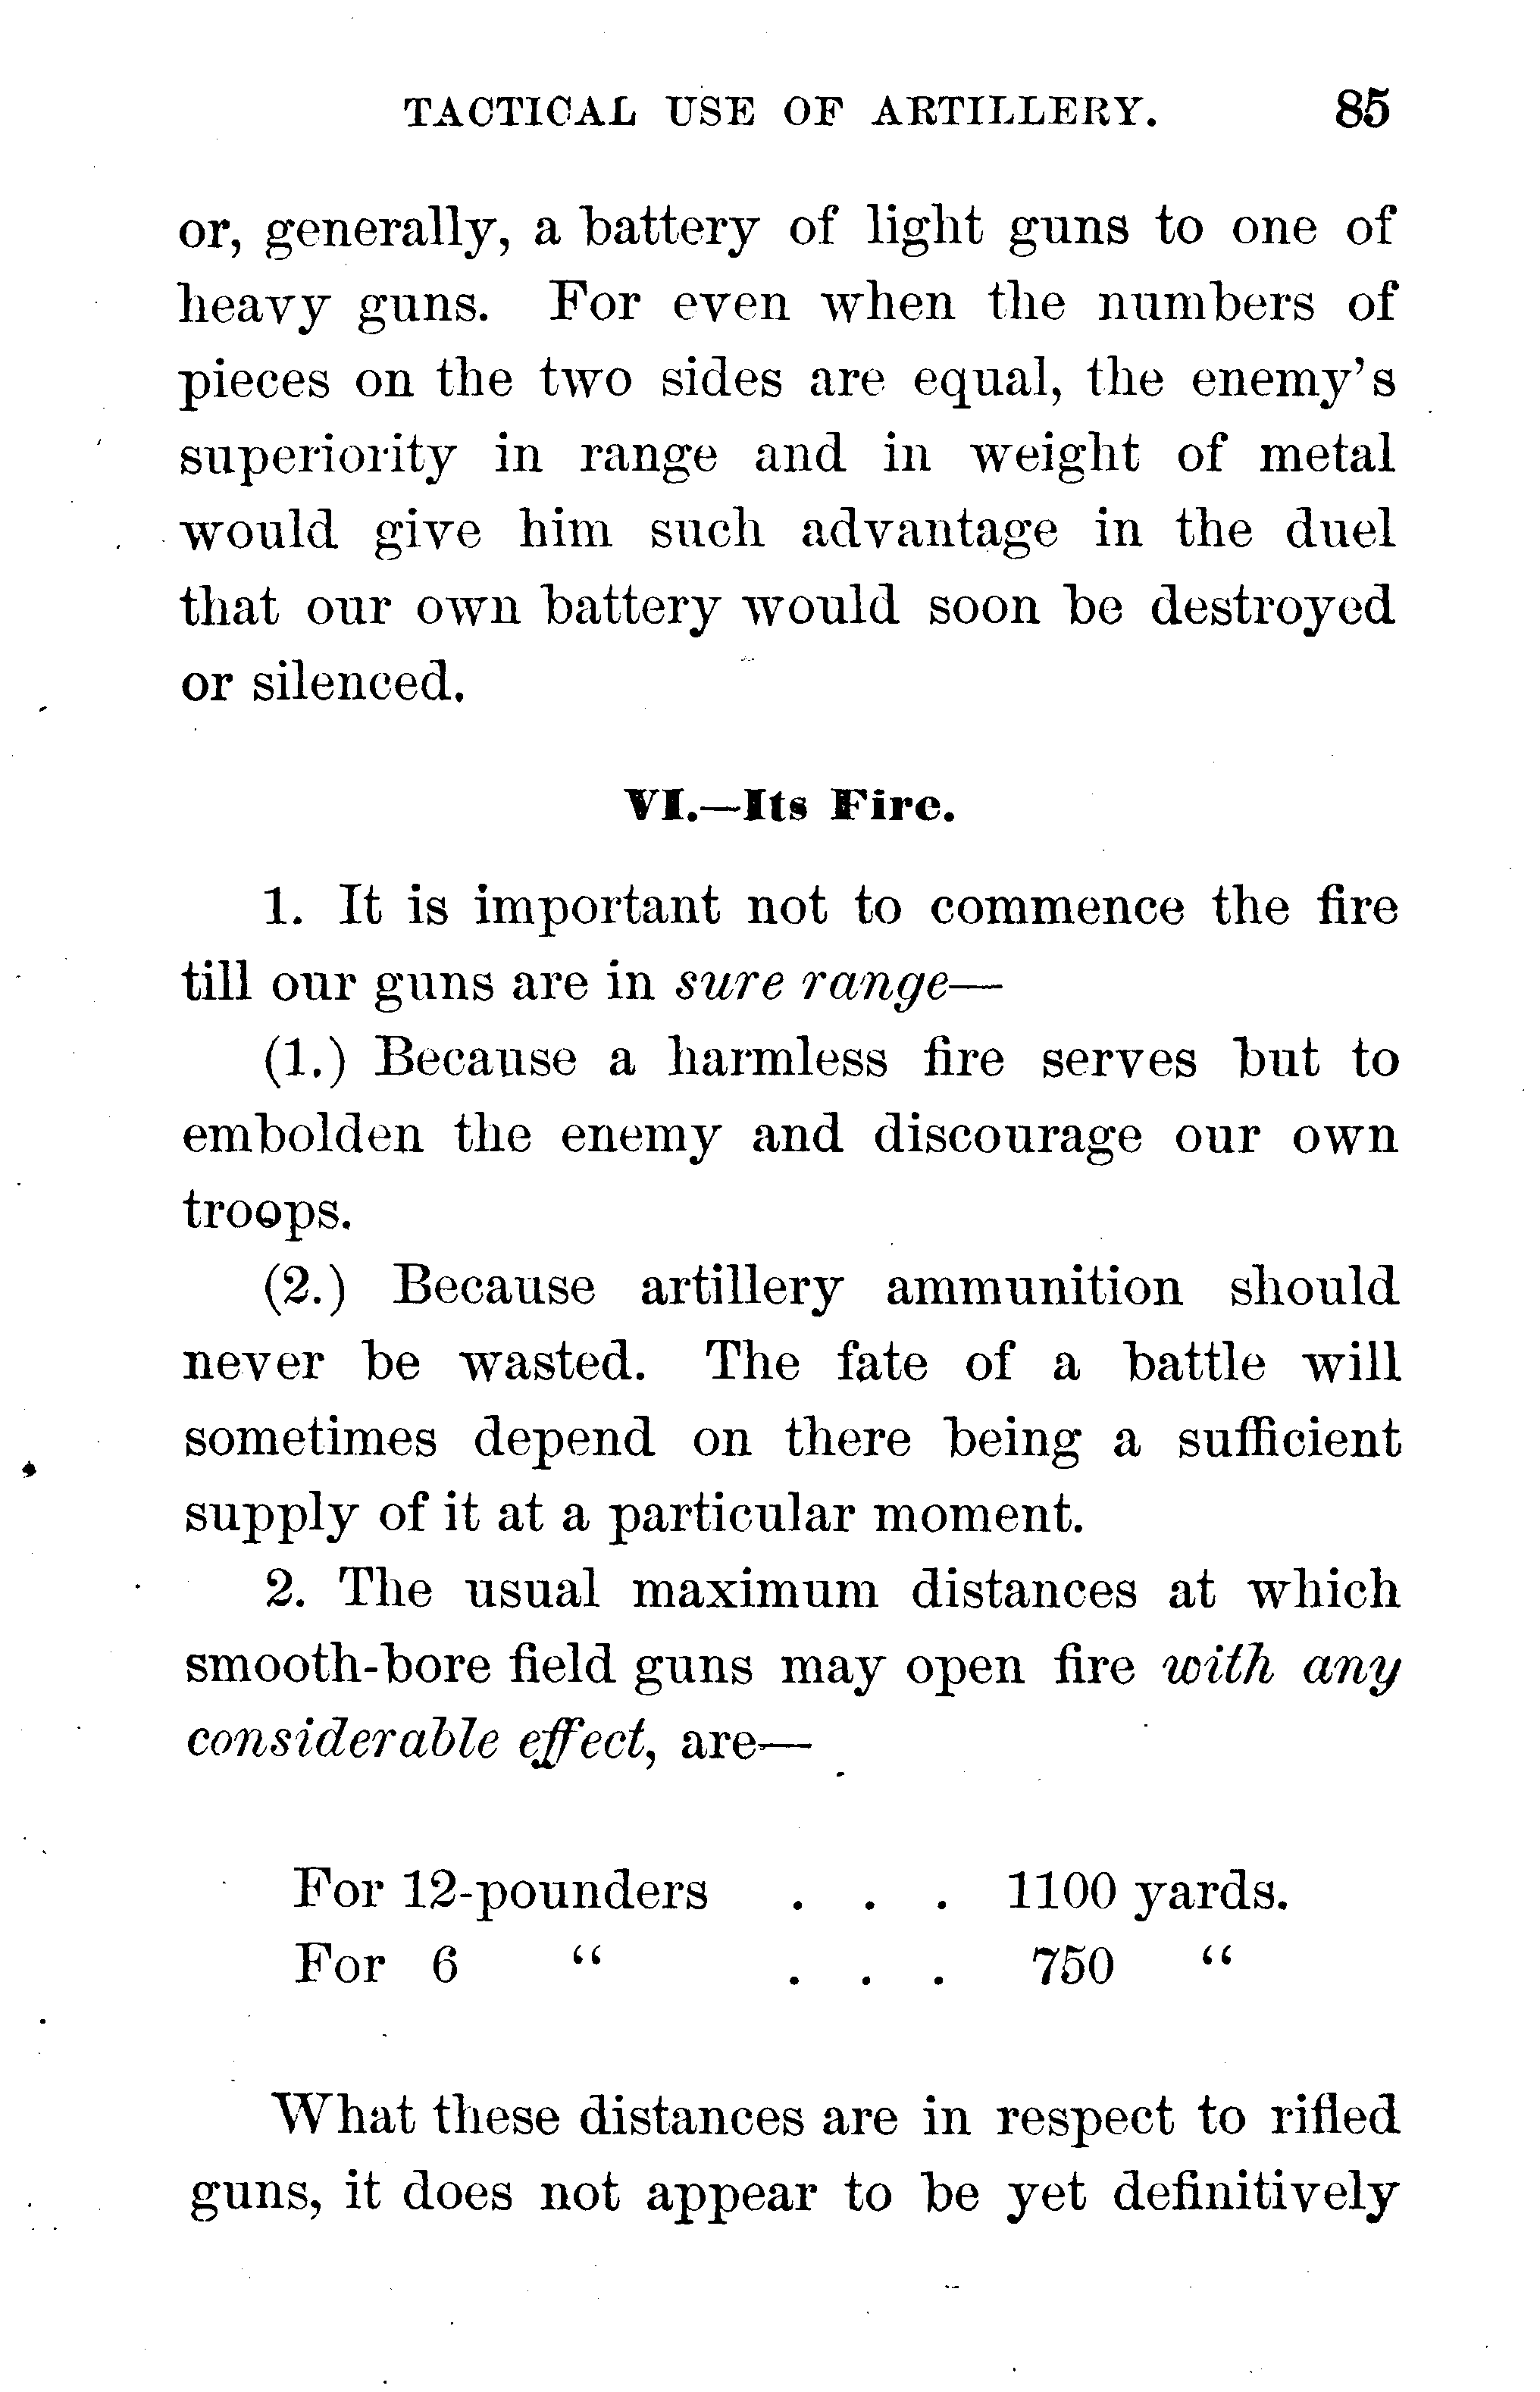 TACTICAL USE OF ARTILLERY. 85
or, generally, a battery of light guns to one of
heavy guns. For even when the numbers of
pieces on the two sides are equal, the enemy's
superiority in range and in weight of metal
would give him such advantage in the duel
that our own battery would soon be destroyed
or silenced.
VI.—Its Fire.
1. It is important not to commence the fire
till our guns are in sure range—
(1.) Because a harmless fire serves but to
embolden the enemy and discourage our own
troops.
(2.) Because artillery ammunition should
never be wasted. The fate of a battle will
sometimes depend on there being a sufficient
supply of it at a particular moment.
2. The usual maximum distances at which
smooth-bore field guns may open fire with any
considerable effect, are—
For 12-pounders . . . 1100 yards.
For 6 “ . . . 750 “
What these distances are in respect to rifled
guns, it does not appear to be yet definitively